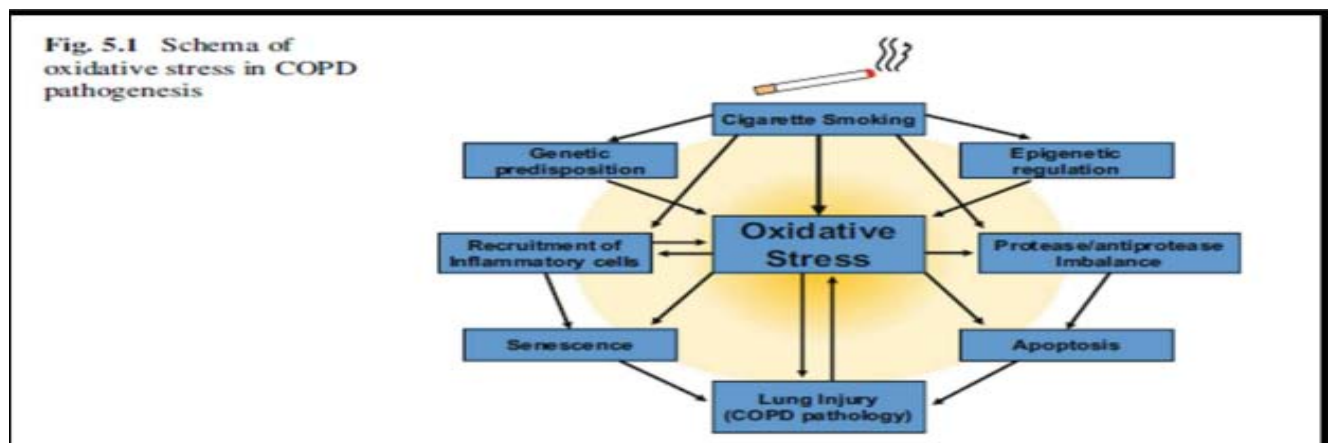 Fig. 5.1 Schema of
oxidative stress in COPD
pathogenesis
Cigarette Smoking
Genetic
predisposition
Epigenetic
regulation
Oxidative
Stress
Recruitment of
Inflammatory cells
Protease/antiprotease
Imbalance
Senescence
Apoptosis
Lung Injury
(COPD pathology)